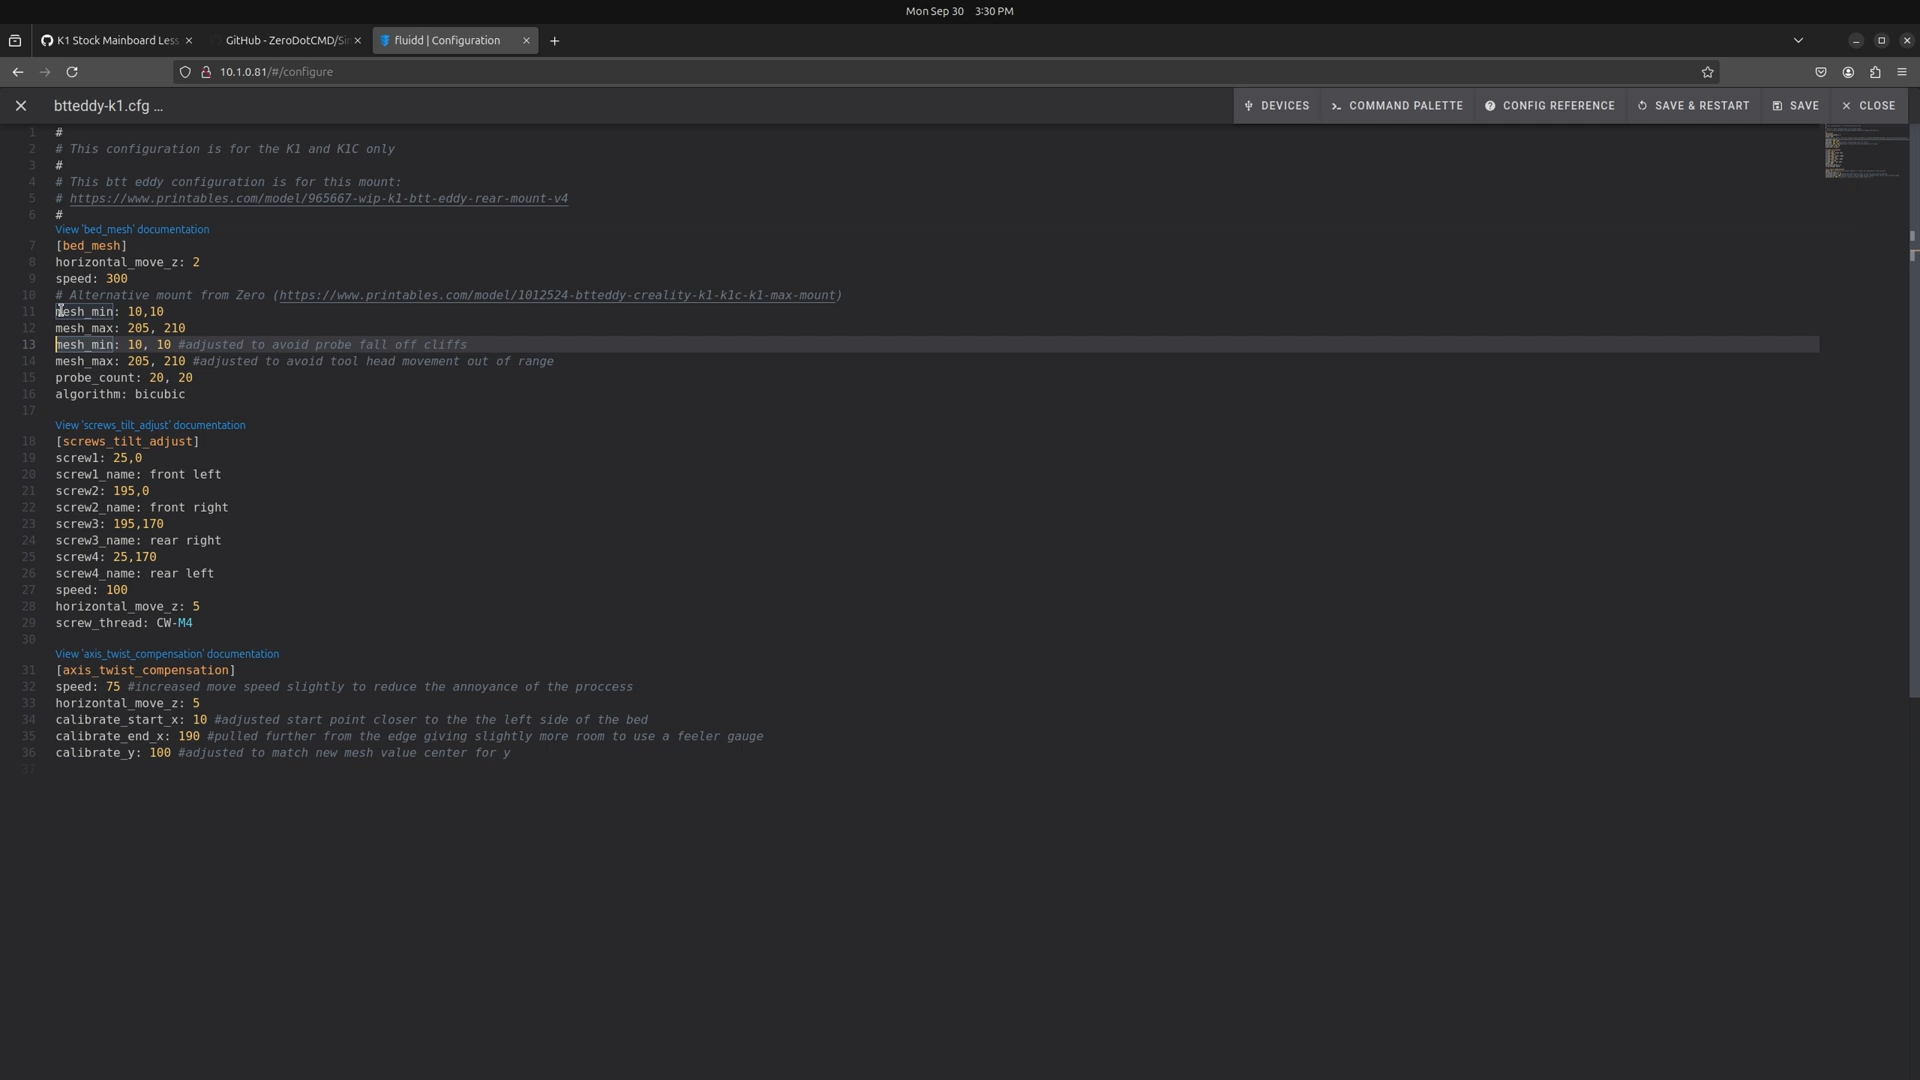 Mon Sep 30 3:30 PM
K1 Stock Mainboard Less
GitHub - ZeroDotCMD/Si
fluidd | Configuration
10.1.0.81/#/configure
btteddy-k1.cfg ...
DEVICES
COMMAND PALETTE
CONFIG REFERENCE
SAVE & RESTART
SAVE
CLOSE
1 #
2 # This configuration is for the K1 and K1C only
3 #
4 # This btt eddy configuration is for this mount:
5 # https://www.printables.com/model/965667-wip-k1-btt-eddy-rear-mount-v4
6 #
View 'bed_mesh' documentation
7 [bed_mesh]
8 horizontal_move_z: 2
9 speed: 300
10 # Alternative mount from Zero (https://www.printables.com/model/1012524-btteddy-creality-k1-k1c-k1-max-mount)
11 mesh_min: 10,10
12 mesh_max: 205, 210
13 mesh_min: 10, 10 #adjusted to avoid probe fall off cliffs
14 mesh_max: 205, 210 #adjusted to avoid tool head movement out of range
15 probe_count: 20, 20
16 algorithm: bicubic
17
View 'screws_tilt_adjust' documentation
18 [screws_tilt_adjust]
19 screw1: 25,0
20 screw1_name: front left
21 screw2: 195,0
22 screw2_name: front right
23 screw3: 195,170
24 screw3_name: rear right
25 screw4: 25,170
26 screw4_name: rear left
27 speed: 100
28 horizontal_move_z: 5
29 screw_thread: CW-M4
30
View 'axis_twist_compensation' documentation
31 [axis_twist_compensation]
32 speed: 75 #increased move speed slightly to reduce the annoyance of the proccess
33 horizontal_move_z: 5
34 calibrate_start_x: 10 #adjusted start point closer to the the left side of the bed
35 calibrate_end_x: 190 #pulled further from the edge giving slightly more room to use a feeler gauge
36 calibrate_y: 100 #adjusted to match new mesh value center for y
37